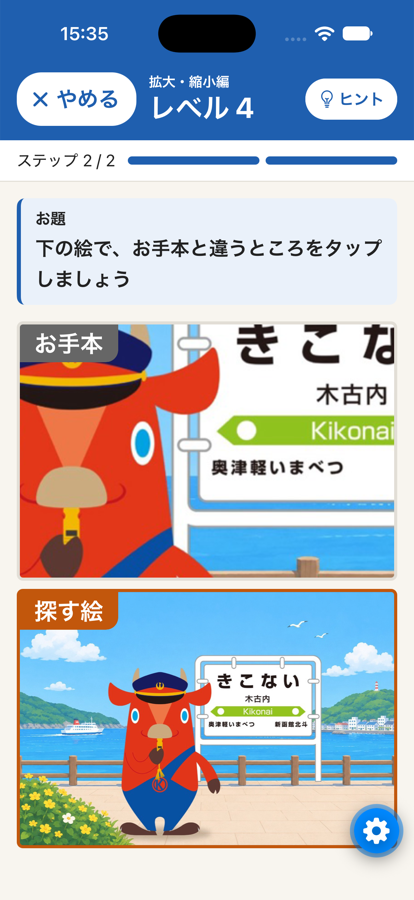 15:35
やめる
拡大・縮小編
レベル 4
ヒント
ステップ 2 / 2
お題
下の絵で、お手本と違うところをタップ
しましょう
お手本
きこな
木古内
Kikonai
奥津軽いまべつ
探す絵
きこない
木古内
Kikonai
奥津軽いまべつ 新函館北斗